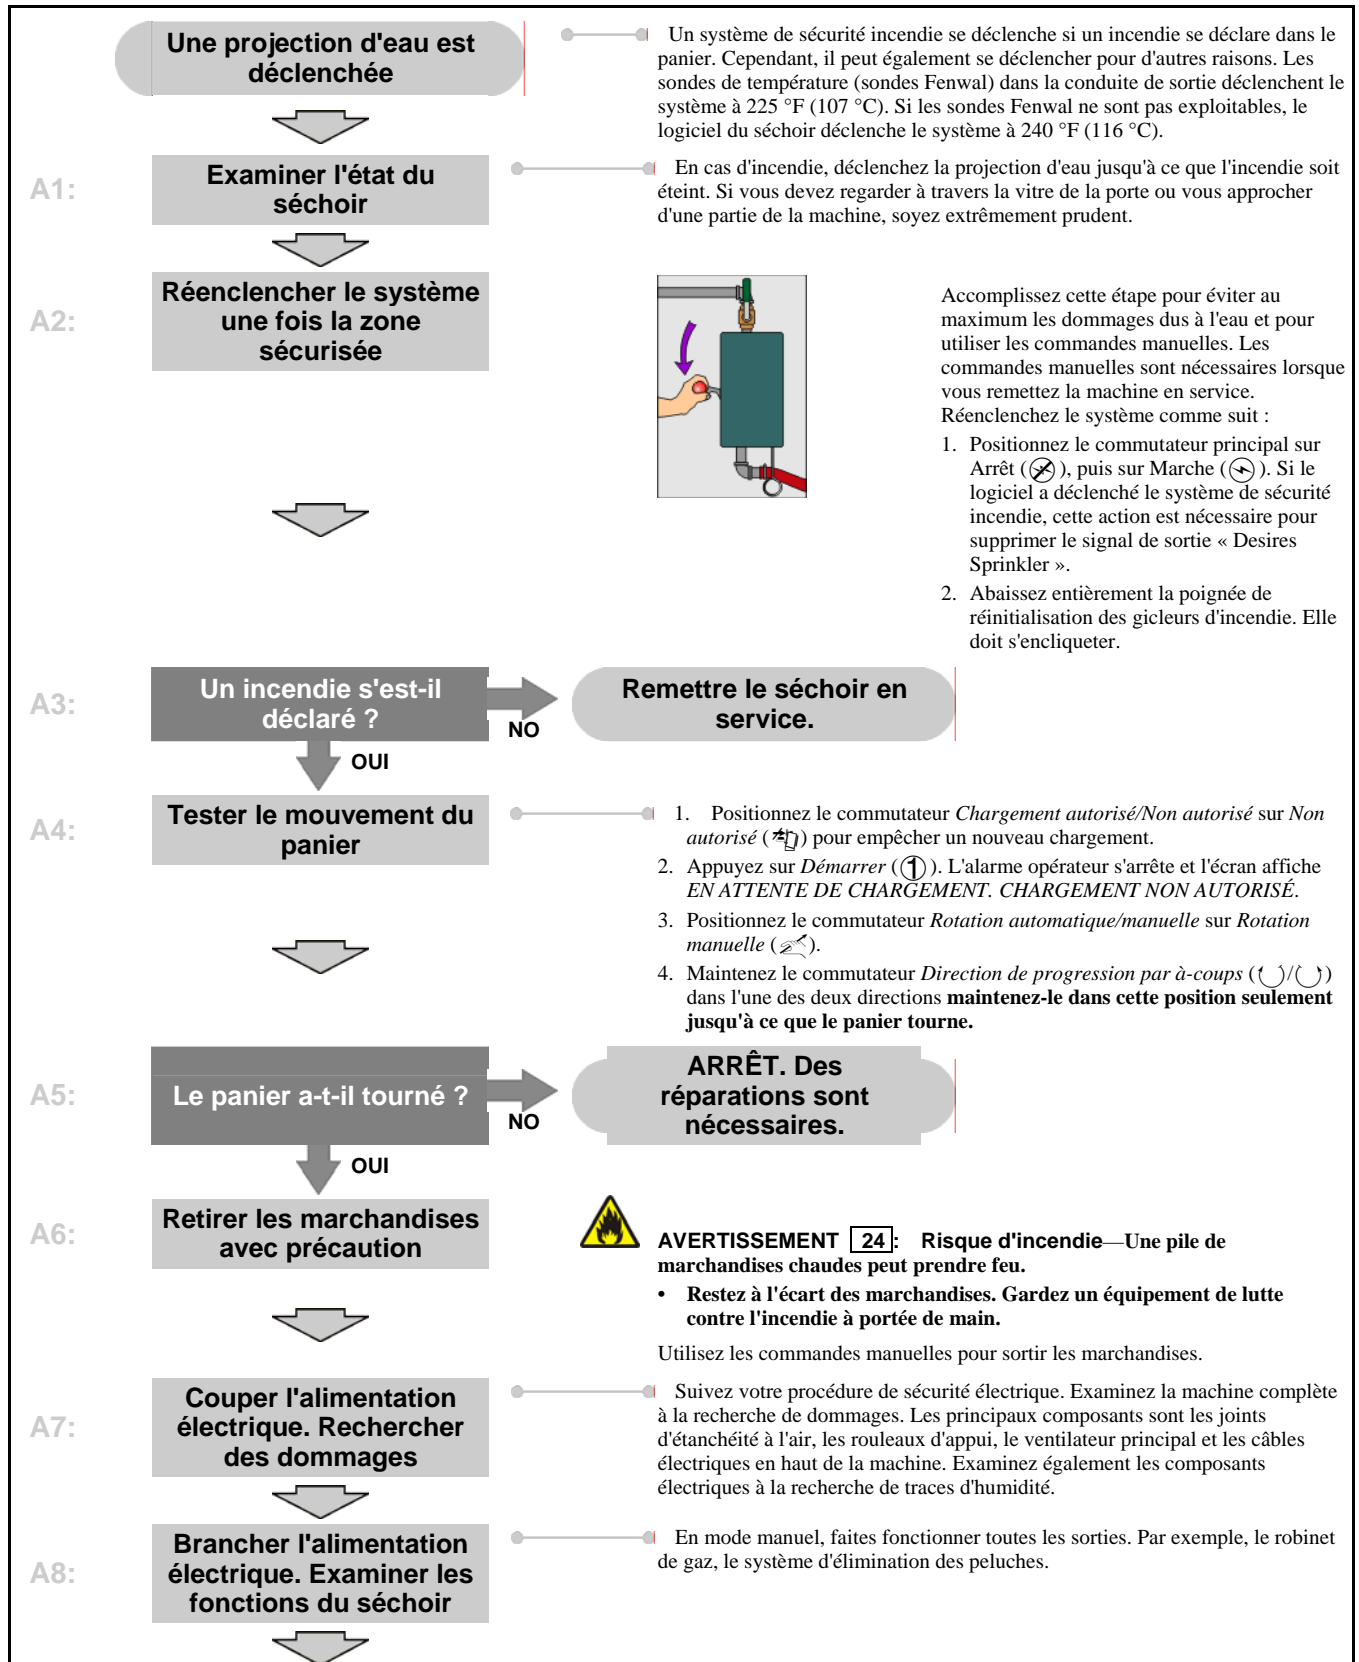 Une projection d'eau est
déclenchée
Un système de sécurité incendie se déclenche si un incendie se déclare dans le
panier. Cependant, il peut également se déclencher pour d'autres raisons. Les
sondes de température (sondes Fenwal) dans la conduite de sortie déclenchent le
système à 225 °F (107 °C). Si les sondes Fenwal ne sont pas exploitables, le
logiciel du séchoir déclenche le système à 240 °F (116 °C).
A1:
Examiner l'état du
séchoir
En cas d'incendie, déclenchez la projection d'eau jusqu'à ce que l'incendie soit
éteint. Si vous devez regarder à travers la vitre de la porte ou vous approcher
d'une partie de la machine, soyez extrêmement prudent.
A2:
Réenclencher le système
une fois la zone
sécurisée
Accomplissez cette étape pour éviter au
maximum les dommages dus à l'eau et pour
utiliser les commandes manuelles. Les
commandes manuelles sont nécessaires lorsque
vous remettez la machine en service.
Réenclenchez le système comme suit :
1. Positionnez le commutateur principal sur
Arrêt ( ), puis sur Marche ( ). Si le
logiciel a déclenché le système de sécurité
incendie, cette action est nécessaire pour
supprimer le signal de sortie « Desires
Sprinkler ».
2. Abaissez entièrement la poignée de
réinitialisation des gicleurs d'incendie. Elle
doit s'encliqueter.
A3:
Un incendie s'est-il
déclaré ?
NO
Remettre le séchoir en
service.
OUI
A4:
Tester le mouvement du
panier
1. Positionnez le commutateur Chargement autorisé/Non autorisé sur Non
autorisé ( ) pour empêcher un nouveau chargement.
2. Appuyez sur Démarrer (1). L'alarme opérateur s'arrête et l'écran affiche
EN ATTENTE DE CHARGEMENT. CHARGEMENT NON AUTORISÉ.
3. Positionnez le commutateur Rotation automatique/manuelle sur Rotation
manuelle ( ).
4. Maintenez le commutateur Direction de progression par à-coups ( / )
dans l'une des deux directions maintenez-le dans cette position seulement
jusqu'à ce que le panier tourne.
A5:
Le panier a-t-il tourné ?
NO
ARRÊT. Des
réparations sont
nécessaires.
OUI
A6:
Retirer les marchandises
avec précaution
AVERTISSEMENT 24: Risque d'incendie—Une pile de
marchandises chaudes peut prendre feu.
• Restez à l'écart des marchandises. Gardez un équipement de lutte
contre l'incendie à portée de main.
Utilisez les commandes manuelles pour sortir les marchandises.
A7:
Couper l'alimentation
électrique. Rechercher
des dommages
Suivez votre procédure de sécurité électrique. Examinez la machine complète
à la recherche de dommages. Les principaux composants sont les joints
d'étanchéité à l'air, les rouleaux d'appui, le ventilateur principal et les câbles
électriques en haut de la machine. Examinez également les composants
électriques à la recherche de traces d'humidité.
A8:
Brancher l'alimentation
électrique. Examiner les
fonctions du séchoir
En mode manuel, faites fonctionner toutes les sorties. Par exemple, le robinet
de gaz, le système d'élimination des peluches.